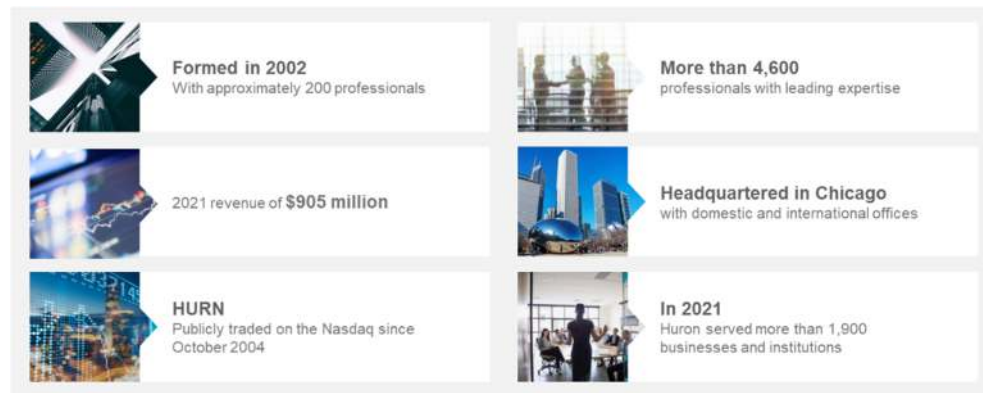 Formed in 2002
With approximately 200 professionals
More than 4,600
professionals with leading expertise
2021 revenue of $905 million
Headquartered in Chicago
with domestic and international offices
HURN
Publicly traded on the Nasdaq since
October 2004
In 2021
Huron served more than 1,900
businesses and institutions